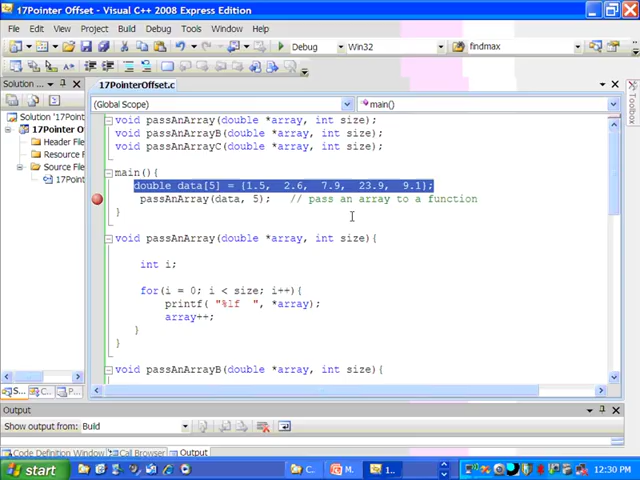 17Pointer Offset - Visual C++ 2008 Express Edition
File Edit View Project Build Debug Tools Window Help
Debug Win32 findmax
Solution ... 17PointerOffset.c
(Global Scope) main()
Solution '17Po
17Pointer O
Header Files
Resource F
Source Files
17Point
void passAnArray(double *array, int size);
void passAnArrayB(double *array, int size);
void passAnArrayC(double *array, int size);
main(){
double data[5] = {1.5, 2.6, 7.9, 23.9, 9.1};
passAnArray(data, 5); // pass an array to a function
}
void passAnArray(double *array, int size){
int i;
for(i = 0; i < size; i++){
printf( "%lf ", *array);
array++;
}
}
void passAnArrayB(double *array, int size){
S... C... P...
Output
Show output from: Build
Code Definition Window Call Browser Output
Toolbox
start C... M... 1... 12:30 PM